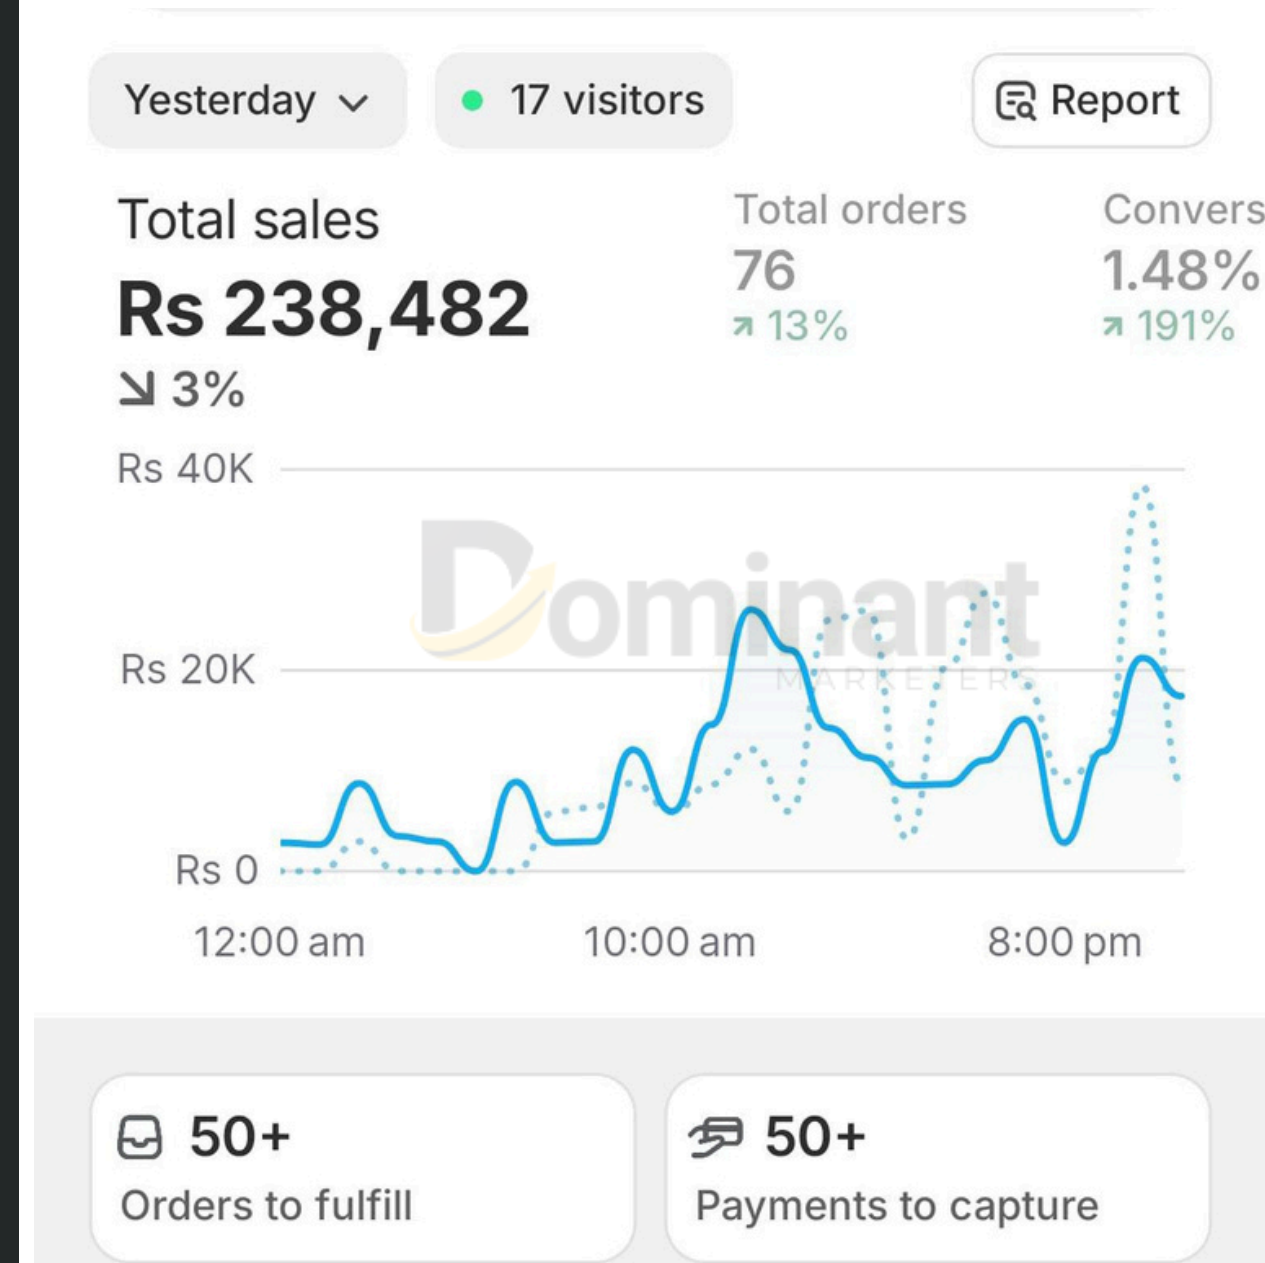 Yesterday
17 visitors
Report
Total sales
Rs 238,482
3%
Total orders
76
13%
Convers
1.48%
191%
Rs 40K
Rs 20K
Rs 0
Dominant
MARKETERS
12:00 am
10:00 am
8:00 pm
50+
Orders to fulfill
50+
Payments to capture